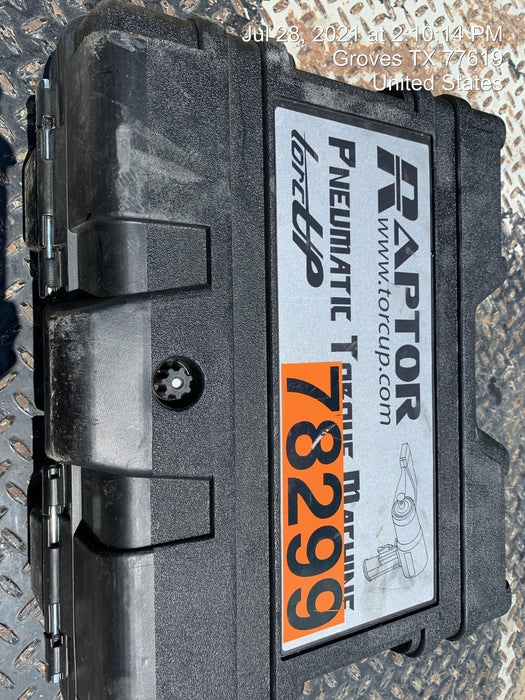 Jul 28, 2021 at 2:10:14 PM
Groves TX 77619
United States
RAPTOR
www.torcup.com
PNEUMATIC TORQUE MACHINE
torcUP
78299